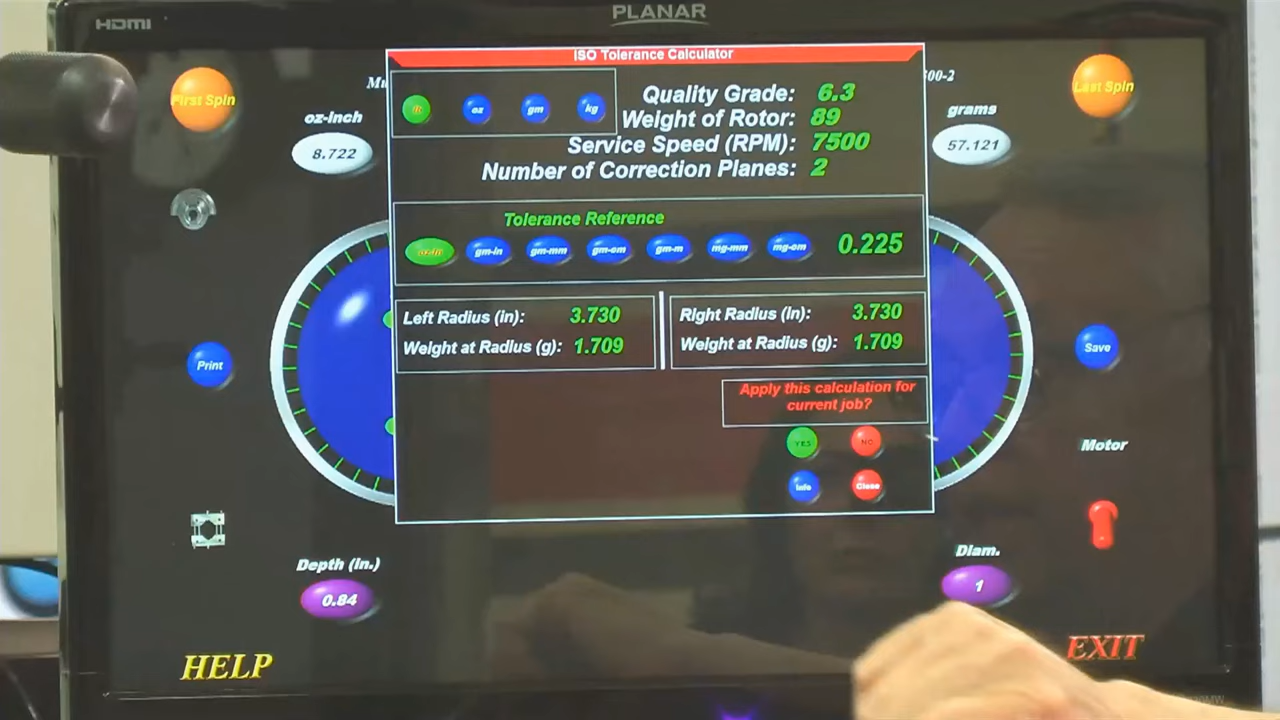 HDMI
PLANAR
ISO Tolerance Calculator
First Spin
Last Spin
oz-inch
8.722
grams
57.121
lb
oz
gm
kg
Quality Grade: 6.3
Weight of Rotor: 89
Service Speed (RPM): 7500
Number of Correction Planes: 2
Tolerance Reference
oz-in
gm-in
gm-mm
gm-cm
gm-m
mg-mm
mg-cm
0.225
Left Radius (in): 3.730
Weight at Radius (g): 1.709
Right Radius (in): 3.730
Weight at Radius (g): 1.709
Apply this calculation for
current job?
YES
NO
Info
Close
Print
Save
Motor
Depth (in.)
0.84
Diam.
1
HELP
EXIT